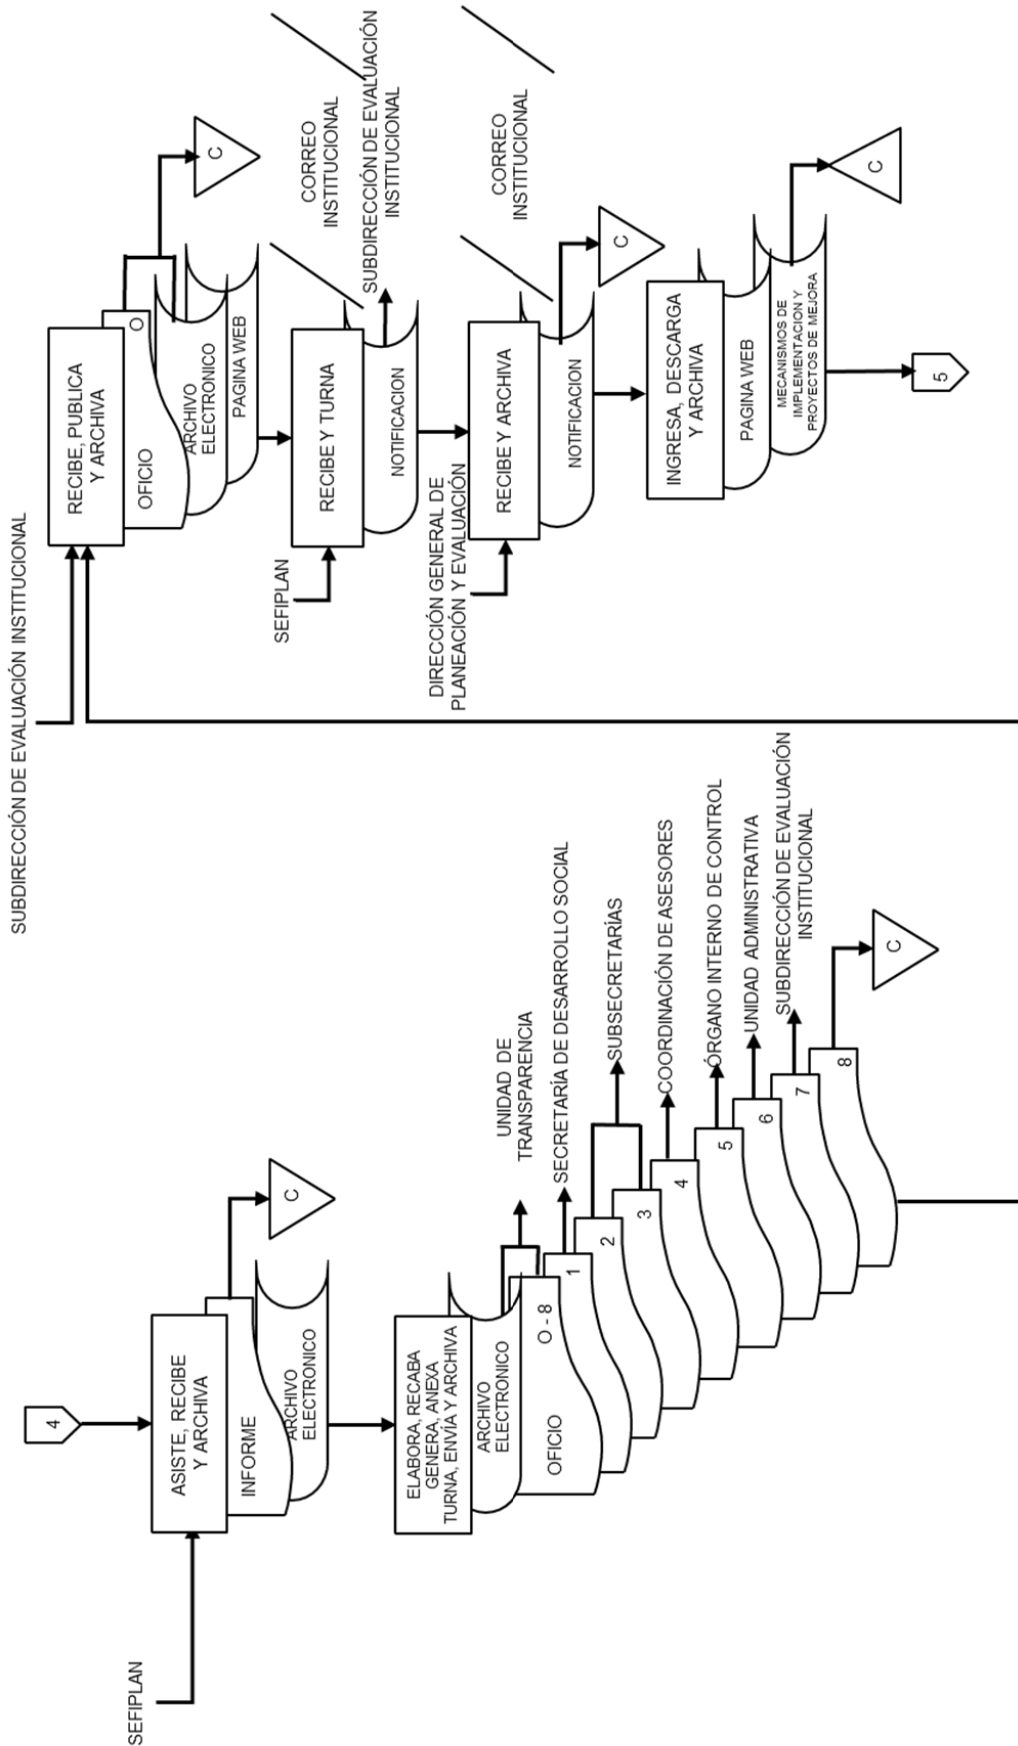 4
SEFIPLAN
ASISTE, RECIBE
Y ARCHIVA
INFORME
ARCHIVO
ELECTRONICO
C
ELABORA, RECABA
GENERA, ANEXA
TURNA, ENVÍA Y ARCHIVA
ARCHIVO
ELECTRONICO
OFICIO
O - 8
1
2
3
4
5
6
7
8
UNIDAD DE
TRANSPARENCIA
SECRETARÍA DE DESARROLLO SOCIAL
SUBSECRETARÍAS
COORDINACIÓN DE ASESORES
ÓRGANO INTERNO DE CONTROL
UNIDAD ADMINISTRATIVA
SUBDIRECCIÓN DE EVALUACIÓN
INSTITUCIONAL
C
SUBDIRECCIÓN DE EVALUACIÓN INSTITUCIONAL
RECIBE, PUBLICA
Y ARCHIVA
OFICIO
O
ARCHIVO
ELECTRONICO
PAGINA WEB
C
SEFIPLAN
RECIBE Y TURNA
NOTIFICACION
CORREO
INSTITUCIONAL
SUBDIRECCIÓN DE EVALUACIÓN
INSTITUCIONAL
DIRECCIÓN GENERAL DE
PLANEACIÓN Y EVALUACIÓN
RECIBE Y ARCHIVA
NOTIFICACION
CORREO
INSTITUCIONAL
C
INGRESA, DESCARGA
Y ARCHIVA
PAGINA WEB
MECANISMOS DE
IMPLEMENTACION Y
PROYECTOS DE MEJORA
C
5